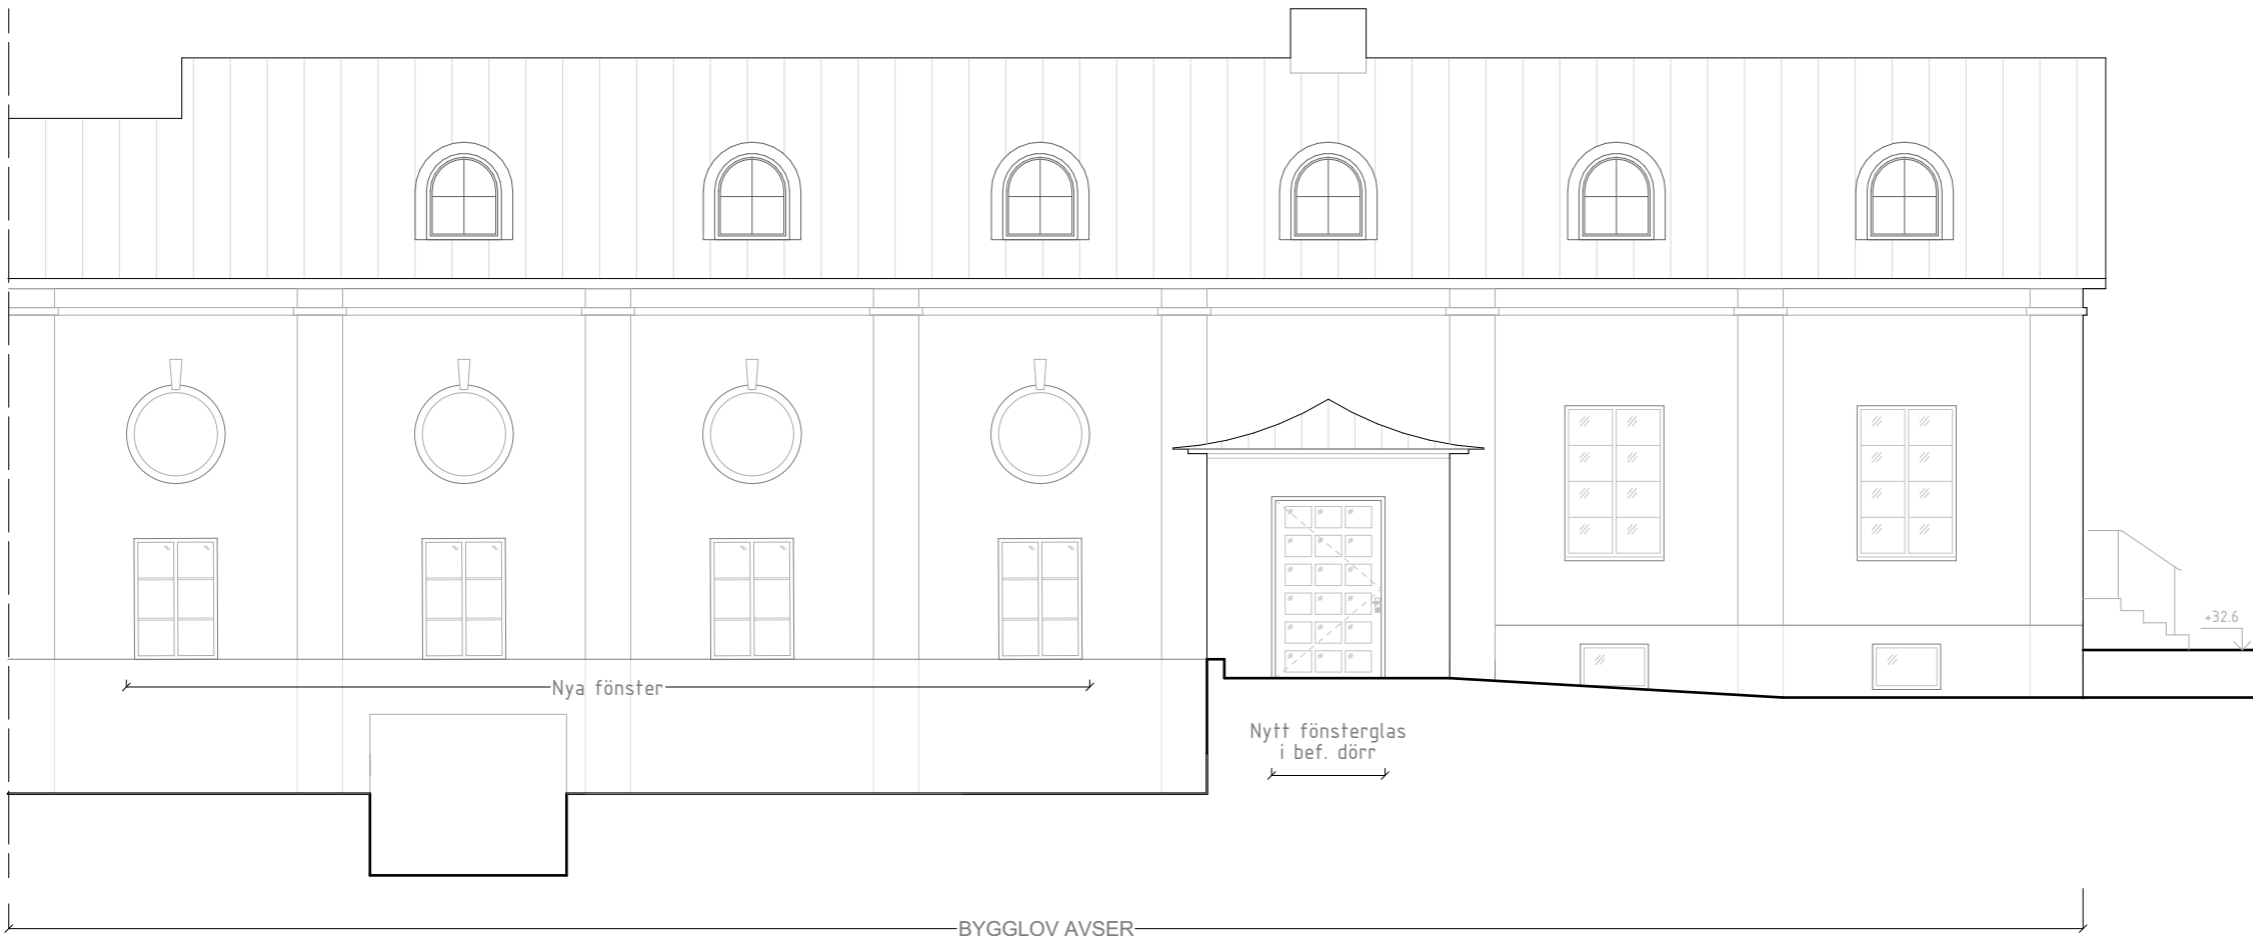 +32.6
Nya fönster
Nytt fönsterglas
i bef. dörr
BYGGLOV AVSER